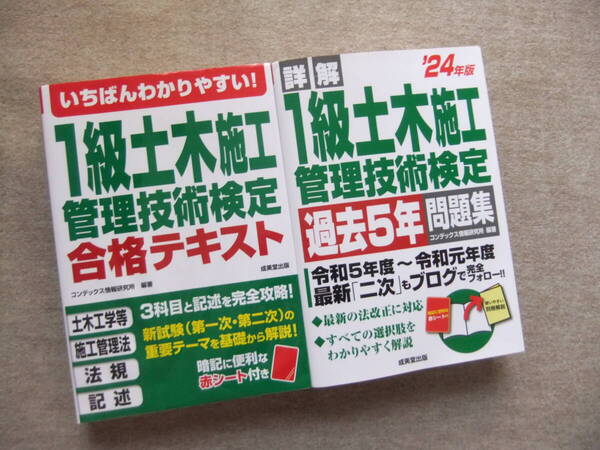 いちばんわかりやすい!
1級土木施工
管理技術検定
合格テキスト
コンデックス情報研究所 編著
成美堂出版
土木工学等
施工管理法
法規
記述
3科目と記述を完全攻略!
新試験(第一次・第二次)の
重要テーマを基礎から解説!
暗記に便利な
赤シート付き
詳解
'24年版
1級土木施工
管理技術検定
過去5年問題集
コンデックス情報研究所 編著
令和5年度～令和元年度
最新「二次」もブログで完全フォロー!!
・最新の法改正に対応
・すべての選択肢を
わかりやすく解説
使いやすい
別冊解説
成美堂出版